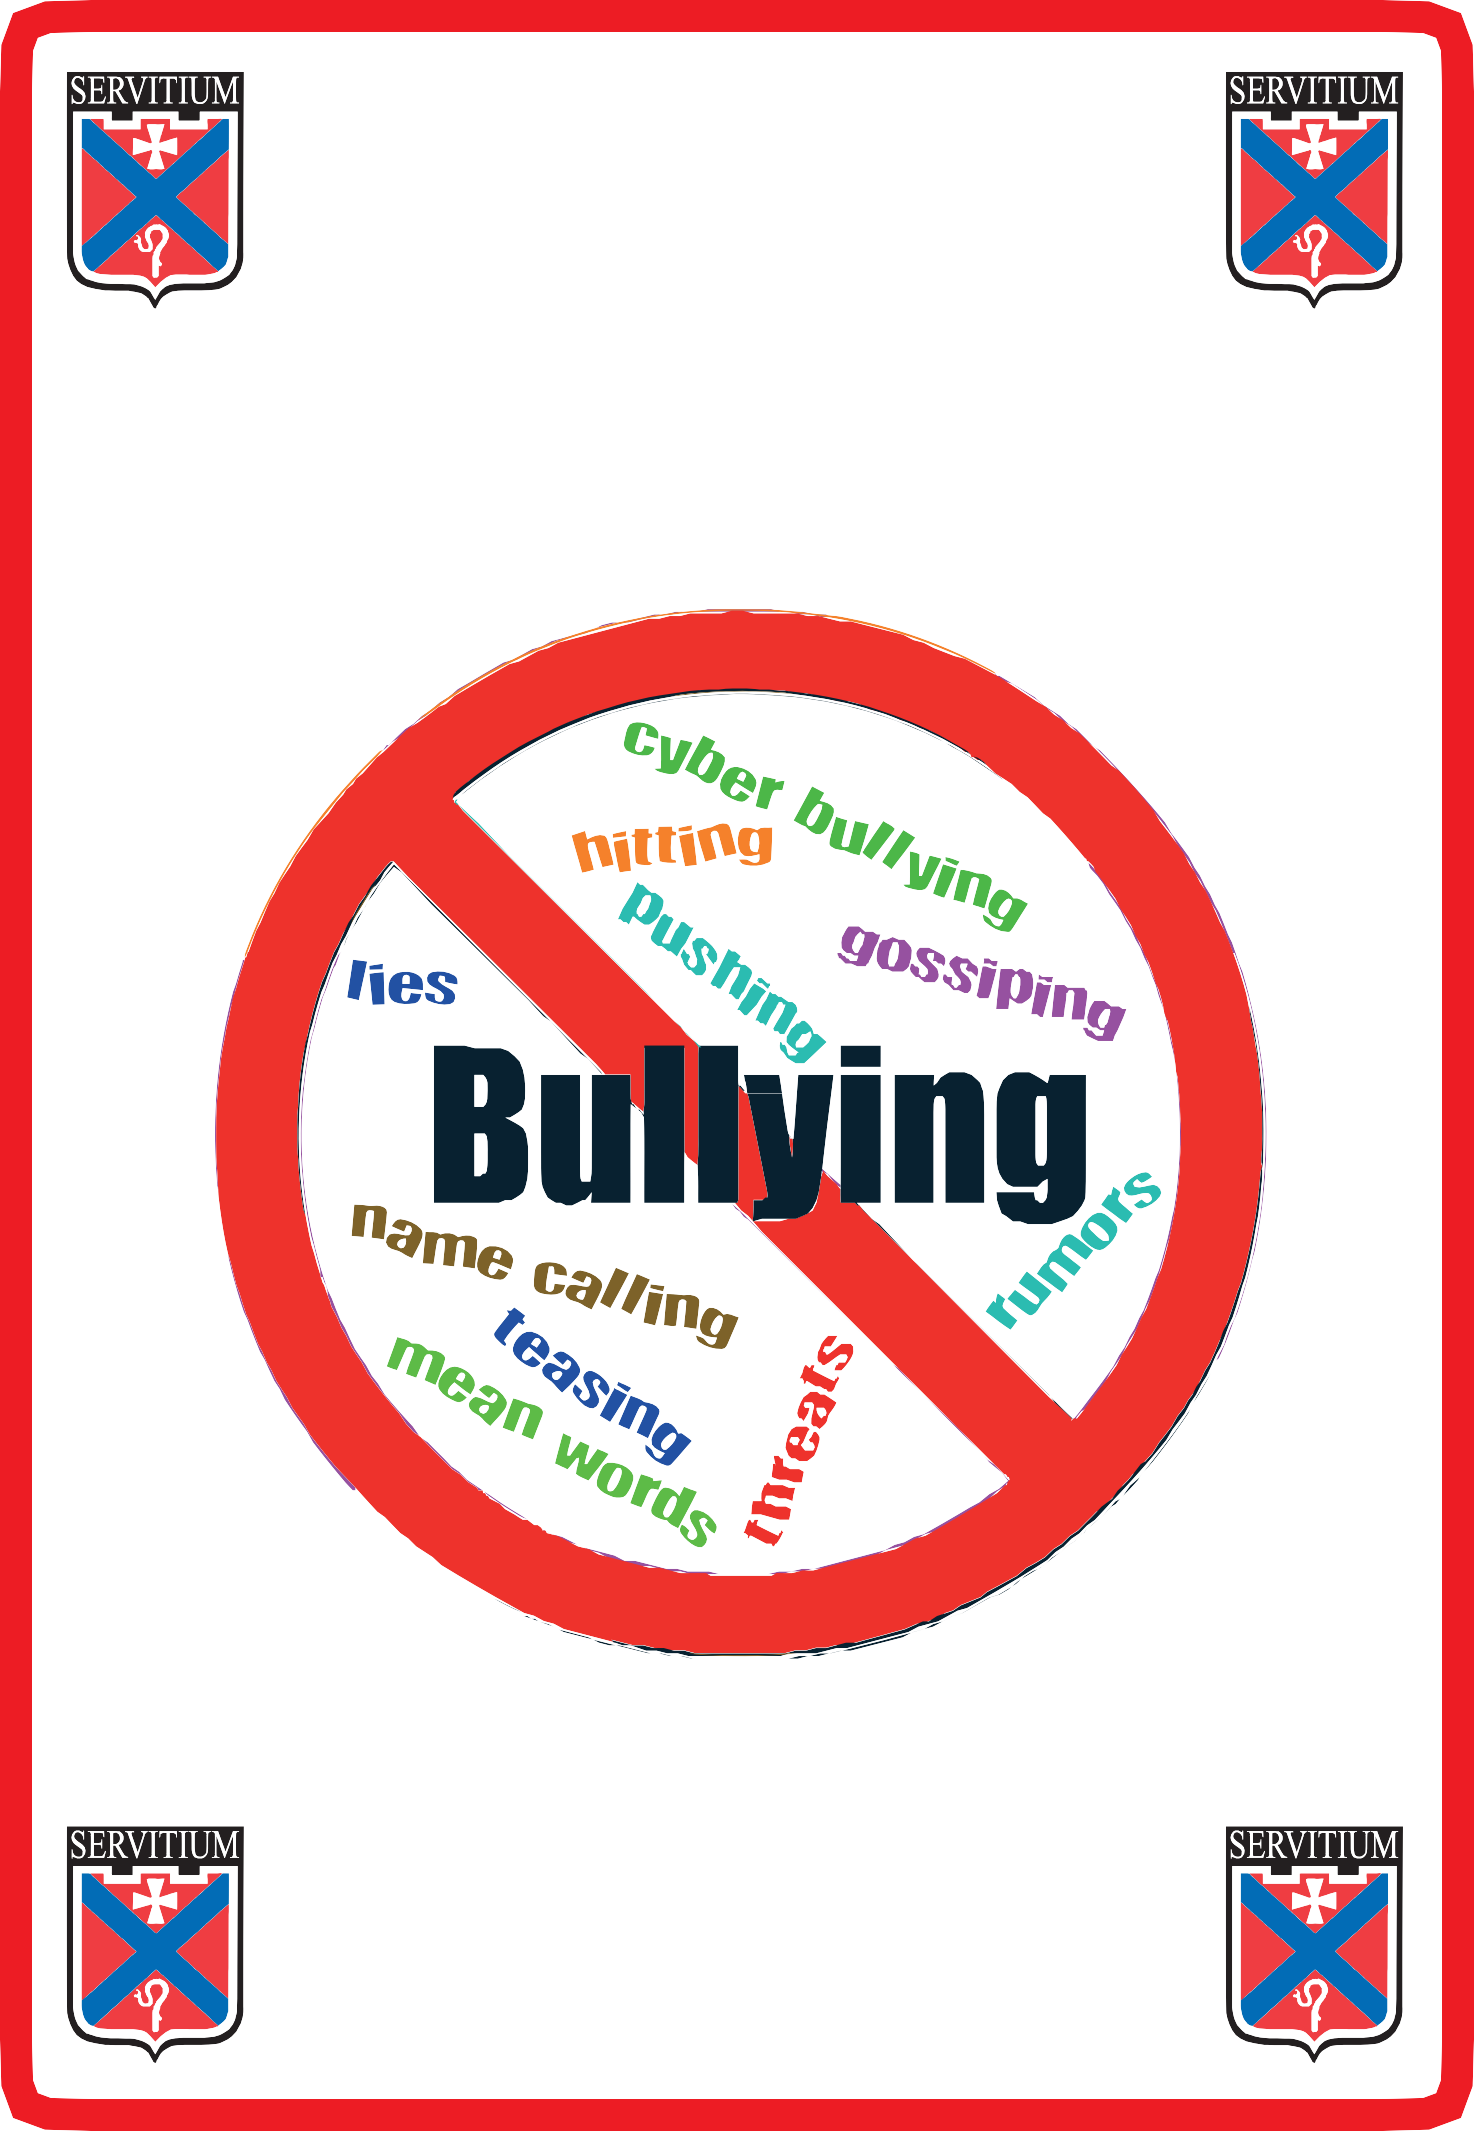 SERVITIUM
SERVITIUM
cyber bullying
hitting
pushing
gossiping
lies
Bullying
rumors
name calling
teasing
mean words
threats
SERVITIUM
SERVITIUM